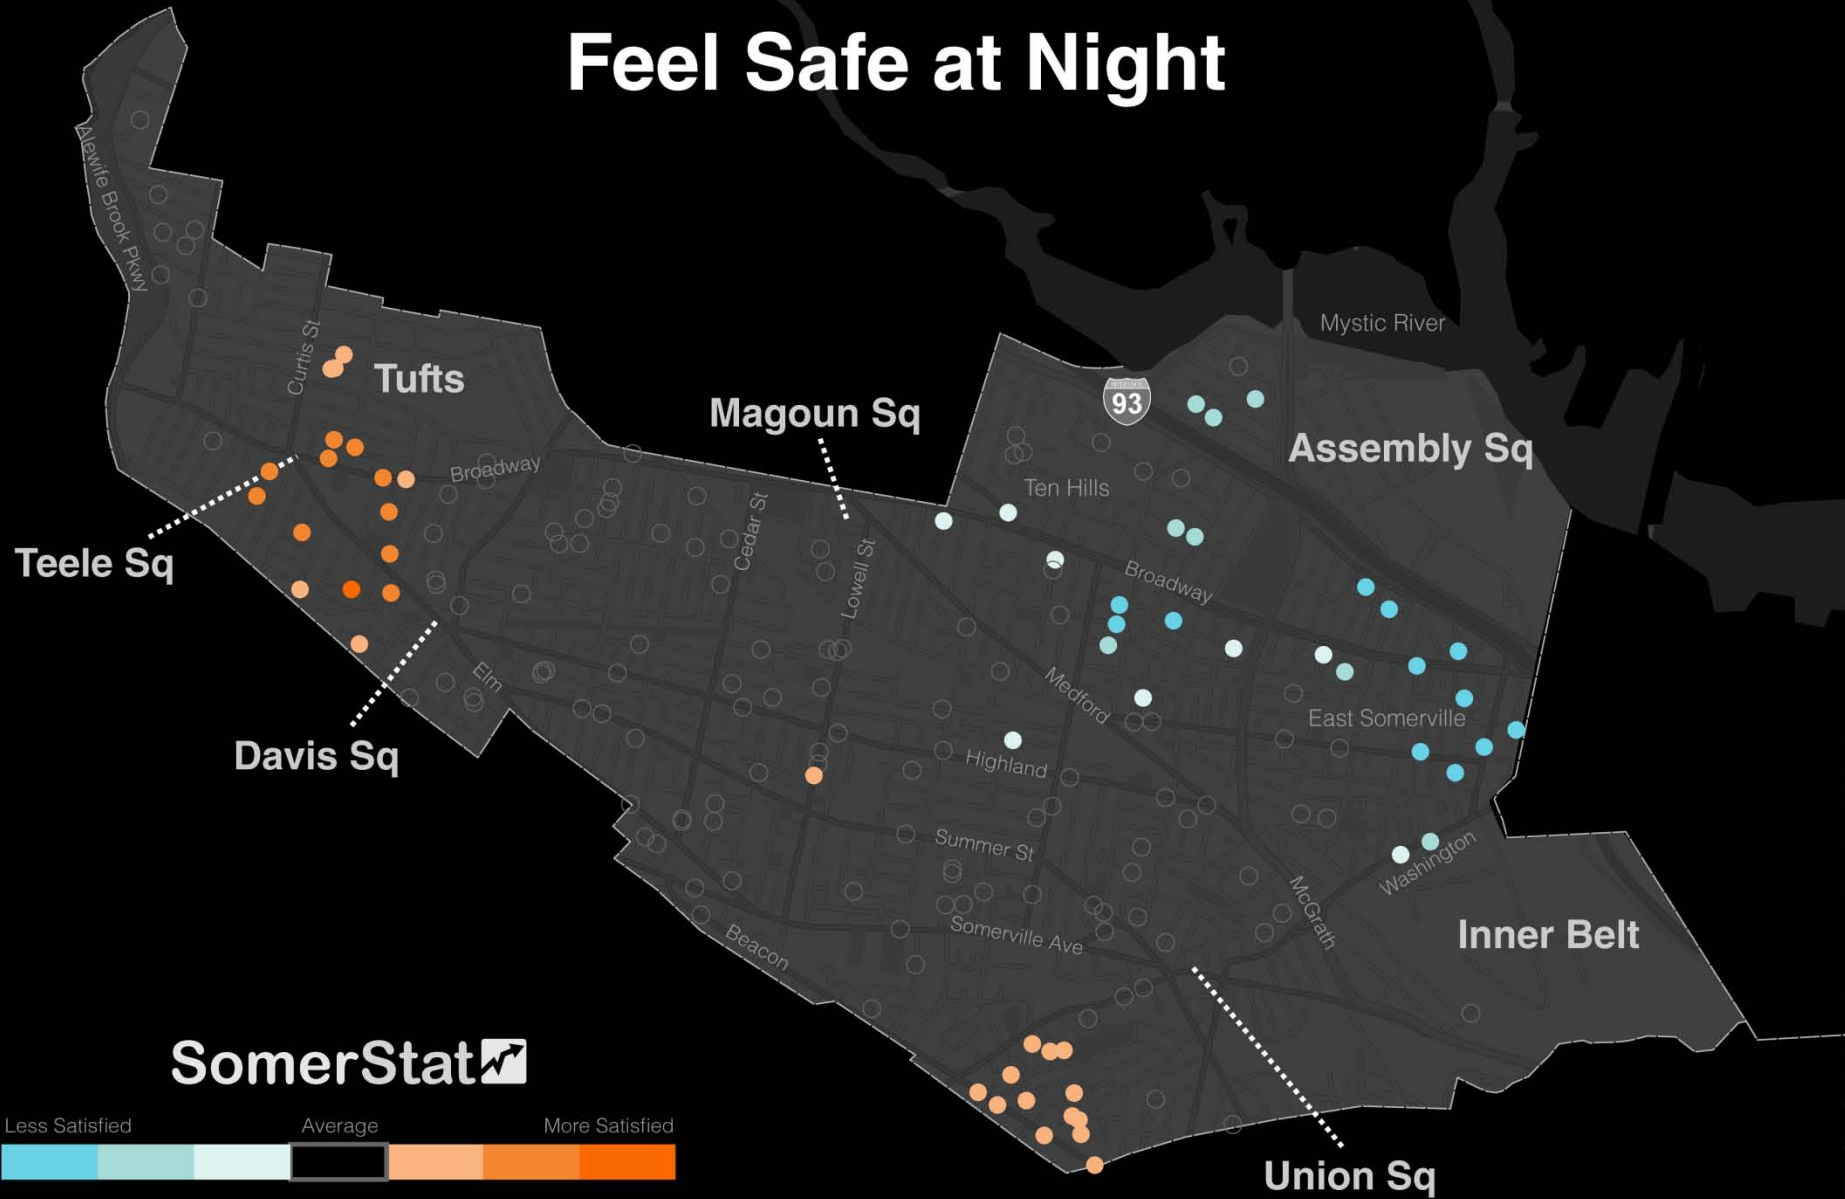 Feel Safe at Night
Alewife Brook Pkwy
Mystic River
Curtis St
Tufts
93
Magoun Sq
Assembly Sq
Broadway
Ten Hills
Cedar St
Teele Sq
Lowell St
Broadway
Elm
Medford
East Somerville
Davis Sq
Highland
Summer St
Washington
McGrath
Beacon
Somerville Ave
Inner Belt
SomerStat
Less Satisfied Average More Satisfied
Union Sq